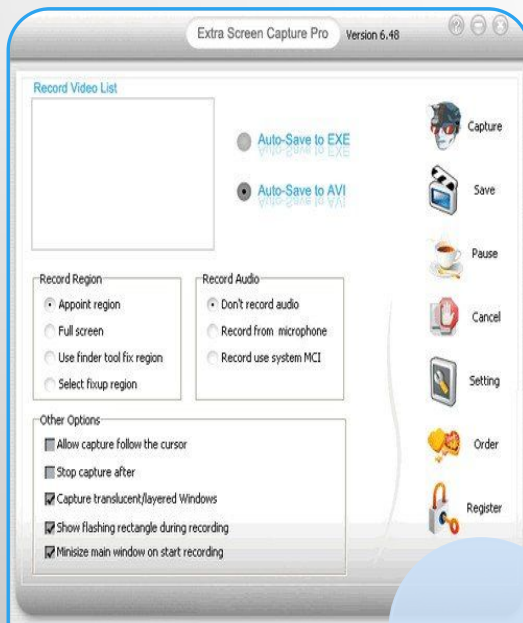 Extra Screen Capture Pro Version 6.48
Record Video List
Auto-Save to EXE
Auto-Save to AVI
Capture
Save
Pause
Cancel
Setting
Order
Register
Record Region
Appoint region
Full screen
Use finder tool fix region
Select fixup region
Record Audio
Don't record audio
Record from microphone
Record use system MCI
Other Options
Allow capture follow the cursor
Stop capture after
Capture translucent/layered Windows
Show flashing rectangle during recording
Minisize main window on start recording